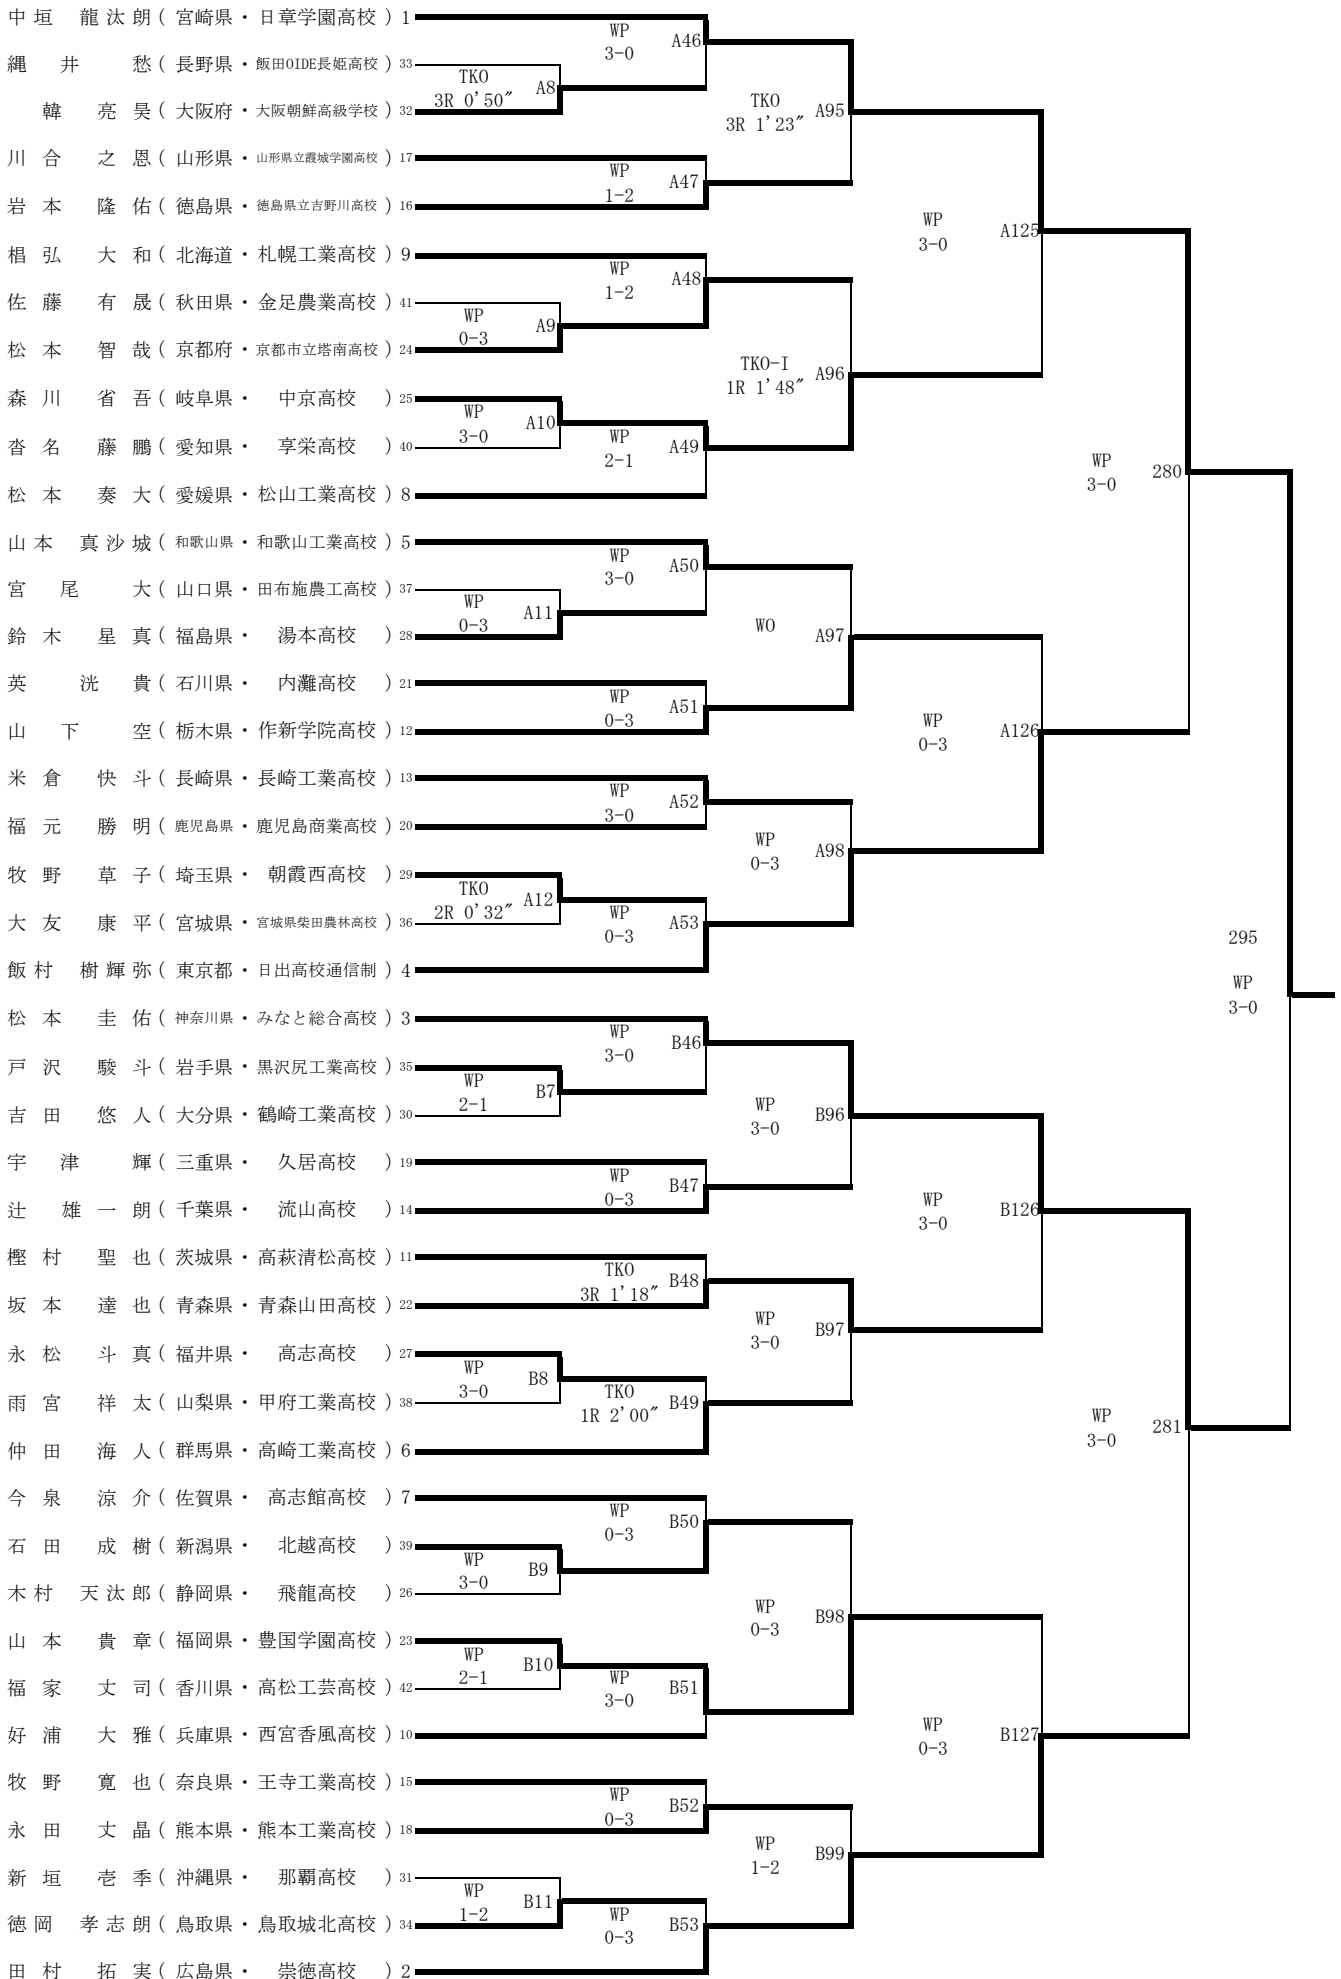 中垣 龍汰朗 ( 宮崎県・日章学園高校 ) 1
WP
3-0
A46
縄井 愁 ( 長野県・飯田OIDE長姫高校 ) 33
TKO
3R 0'50″
A8
韓 亮昊 ( 大阪府・大阪朝鮮高級学校 ) 32
TKO
3R 1'23″
A95
川合 之恩 ( 山形県・山形県立霞城学園高校 ) 17
WP
1-2
A47
岩本 隆佑 ( 徳島県・徳島県立吉野川高校 ) 16
WP
3-0
A125
椙弘 大和 ( 北海道・札幌工業高校 ) 9
WP
1-2
A48
佐藤 有晟 ( 秋田県・金足農業高校 ) 41
WP
0-3
A9
松本 智哉 ( 京都府・京都市立塔南高校 ) 24
TKO-I
1R 1'48″
A96
森川 省吾 ( 岐阜県・ 中京高校 ) 25
WP
3-0
A10
沓名 藤鵬 ( 愛知県・ 享栄高校 ) 40
WP
2-1
A49
WP
3-0
280
松本 奏大 ( 愛媛県・松山工業高校 ) 8
山本 真沙城 ( 和歌山県・和歌山工業高校 ) 5
WP
3-0
A50
宮尾 大 ( 山口県・田布施農工高校 ) 37
WP
0-3
A11
鈴木 星真 ( 福島県・ 湯本高校 ) 28
WO
A97
英 洸貴 ( 石川県・ 内灘高校 ) 21
WP
0-3
A51
山下 空 ( 栃木県・作新学院高校 ) 12
WP
0-3
A126
米倉 快斗 ( 長崎県・長崎工業高校 ) 13
WP
3-0
A52
福元 勝明 ( 鹿児島県・鹿児島商業高校 ) 20
WP
0-3
A98
牧野 草子 ( 埼玉県・ 朝霞西高校 ) 29
TKO
2R 0'32″
A12
大友 康平 ( 宮城県・宮城県柴田農林高校 ) 36
WP
0-3
A53
飯村 樹輝弥 ( 東京都・日出高校通信制 ) 4
295
WP
3-0
松本 圭佑 ( 神奈川県・みなと総合高校 ) 3
WP
3-0
B46
戸沢 駿斗 ( 岩手県・黒沢尻工業高校 ) 35
WP
2-1
B7
吉田 悠人 ( 大分県・鶴崎工業高校 ) 30
WP
3-0
B96
宇津 輝 ( 三重県・ 久居高校 ) 19
WP
0-3
B47
辻 雄一朗 ( 千葉県・ 流山高校 ) 14
WP
3-0
B126
樫村 聖也 ( 茨城県・高萩清松高校 ) 11
TKO
3R 1'18″
B48
坂本 達也 ( 青森県・青森山田高校 ) 22
WP
3-0
B97
永松 斗真 ( 福井県・ 高志高校 ) 27
WP
3-0
B8
雨宮 祥太 ( 山梨県・甲府工業高校 ) 38
TKO
1R 2'00″
B49
WP
3-0
281
仲田 海人 ( 群馬県・高崎工業高校 ) 6
今泉 涼介 ( 佐賀県・ 高志館高校 ) 7
WP
0-3
B50
石田 成樹 ( 新潟県・ 北越高校 ) 39
WP
3-0
B9
木村 天汰郎 ( 静岡県・ 飛龍高校 ) 26
WP
0-3
B98
山本 貴章 ( 福岡県・豊国学園高校 ) 23
WP
2-1
B10
福家 丈司 ( 香川県・高松工芸高校 ) 42
WP
3-0
B51
好浦 大雅 ( 兵庫県・西宮香風高校 ) 10
WP
0-3
B127
牧野 寛也 ( 奈良県・王寺工業高校 ) 15
WP
0-3
B52
永田 丈晶 ( 熊本県・熊本工業高校 ) 18
WP
1-2
B99
新垣 壱季 ( 沖縄県・ 那覇高校 ) 31
WP
1-2
B11
徳岡 孝志朗 ( 鳥取県・鳥取城北高校 ) 34
WP
0-3
B53
田村 拓実 ( 広島県・ 崇徳高校 ) 2